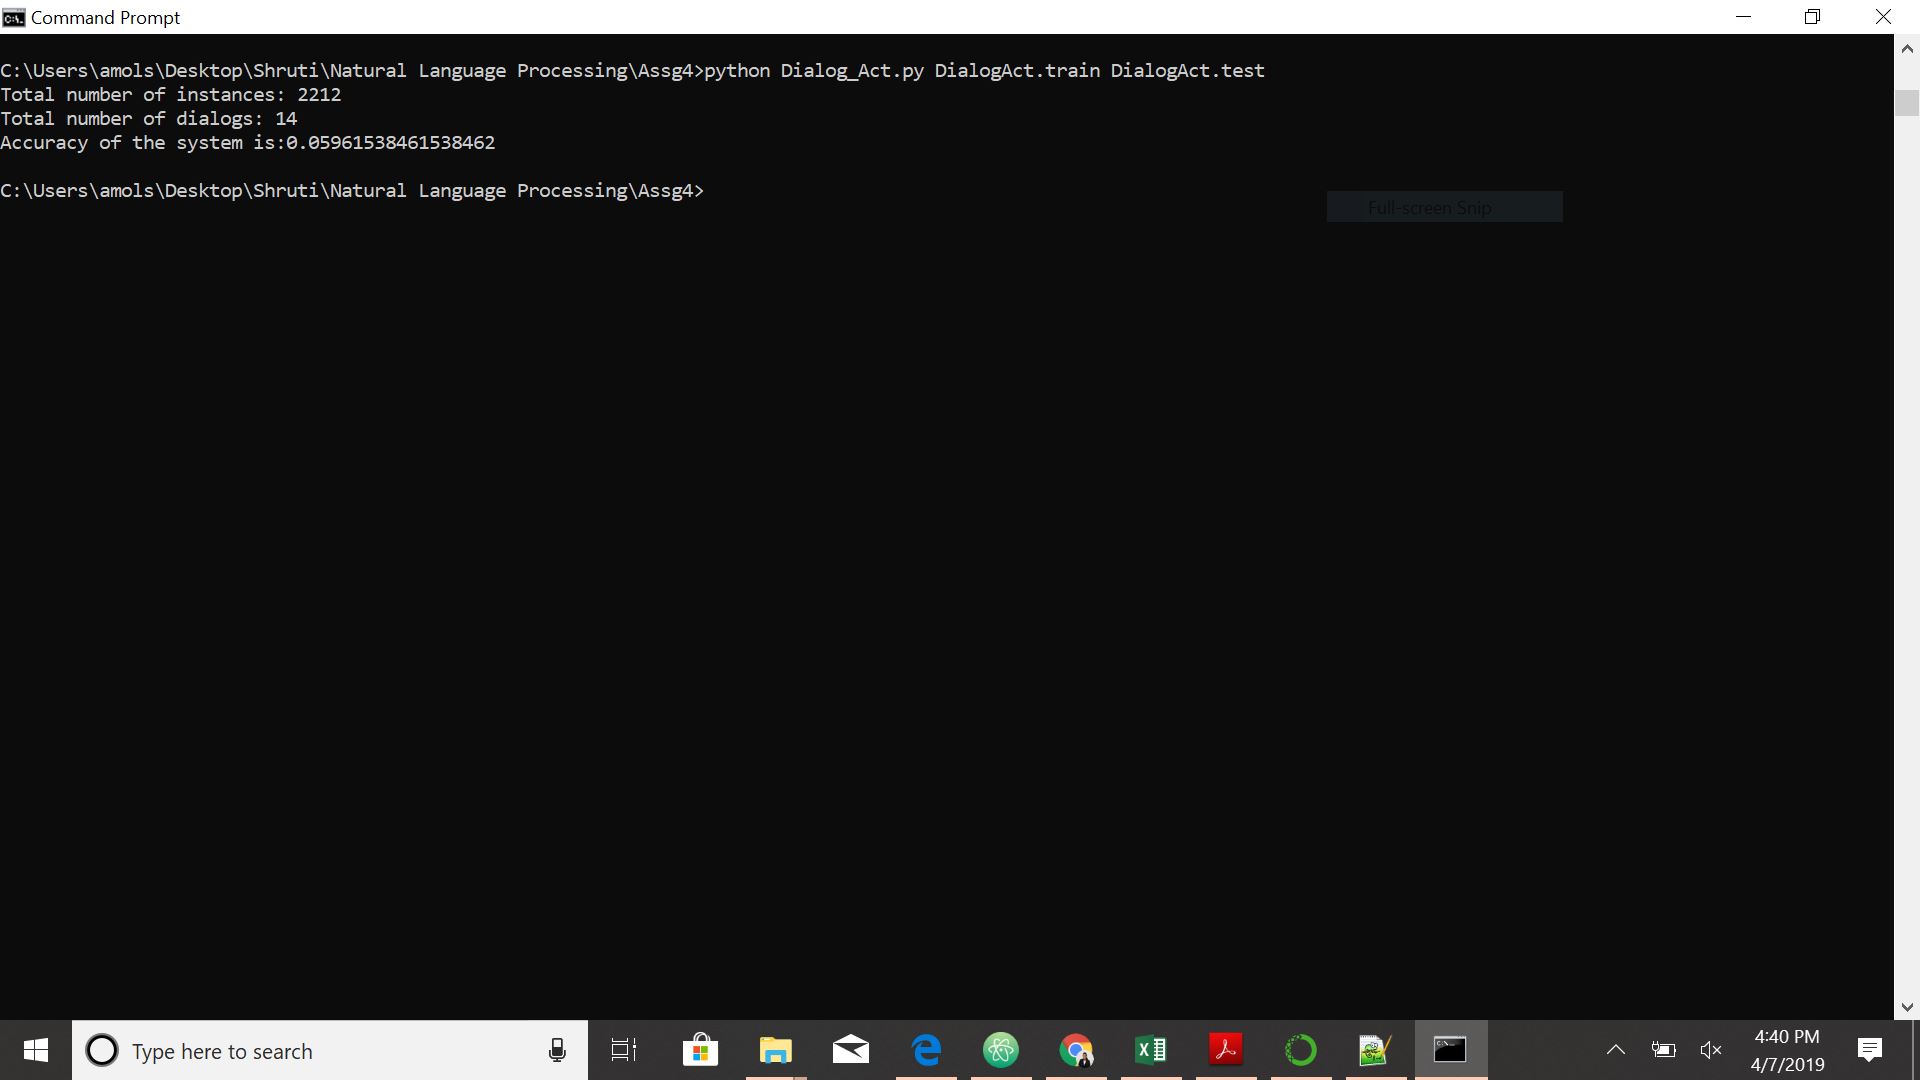 Command Prompt
C:\Users\amols\Desktop\Shruti\Natural Language Processing\Assg4>python Dialog_Act.py DialogAct.train DialogAct.test
Total number of instances: 2212
Total number of dialogs: 14
Accuracy of the system is:0.05961538461538462
C:\Users\amols\Desktop\Shruti\Natural Language Processing\Assg4>
Full-screen Snip
Type here to search
4:40 PM
4/7/2019